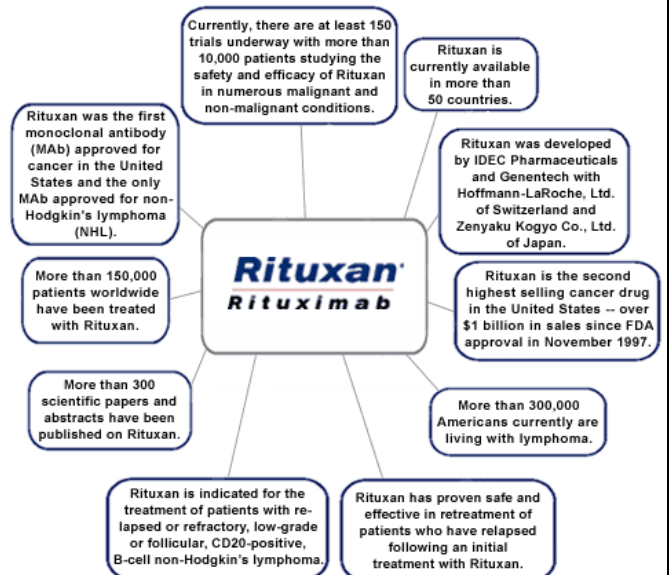 Currently, there are at least 150
trials underway with more than
10,000 patients studying the
safety and efficacy of Rituxan
in numerous malignant and
non-malignant conditions.
Rituxan is
currently available
in more than
50 countries.
Rituxan was the first
monoclonal antibody
(MAb) approved for
cancer in the United
States and the only
MAb approved for non-
Hodgkin's lymphoma
(NHL).
Rituxan was developed
by IDEC Pharmaceuticals
and Genentech with
Hoffmann-LaRoche, Ltd.
of Switzerland and
Zenyaku Kogyo Co., Ltd.
of Japan.
Rituxan
Rituximab
More than 150,000
patients worldwide
have been treated
with Rituxan.
Rituxan is the second
highest selling cancer drug
in the United States -- over
$1 billion in sales since FDA
approval in November 1997.
More than 300
scientific papers and
abstracts have been
published on Rituxan.
More than 300,000
Americans currently are
living with lymphoma.
Rituxan is indicated for the
treatment of patients with re-
lapsed or refractory, low-grade
or follicular, CD20-positive,
B-cell non-Hodgkin's lymphoma.
Rituxan has proven safe and
effective in retreatment of
patients who have relapsed
following an initial
treatment with Rituxan.